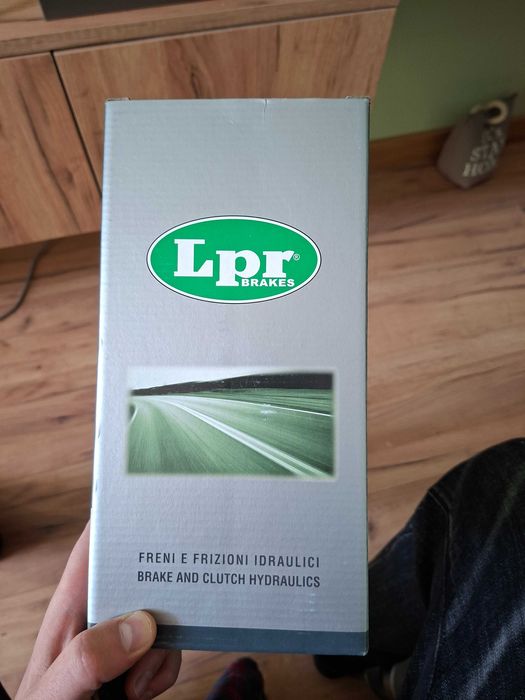 Lpr®
BRAKES
FRENI E FRIZIONI IDRAULICI
BRAKE AND CLUTCH HYDRAULICS